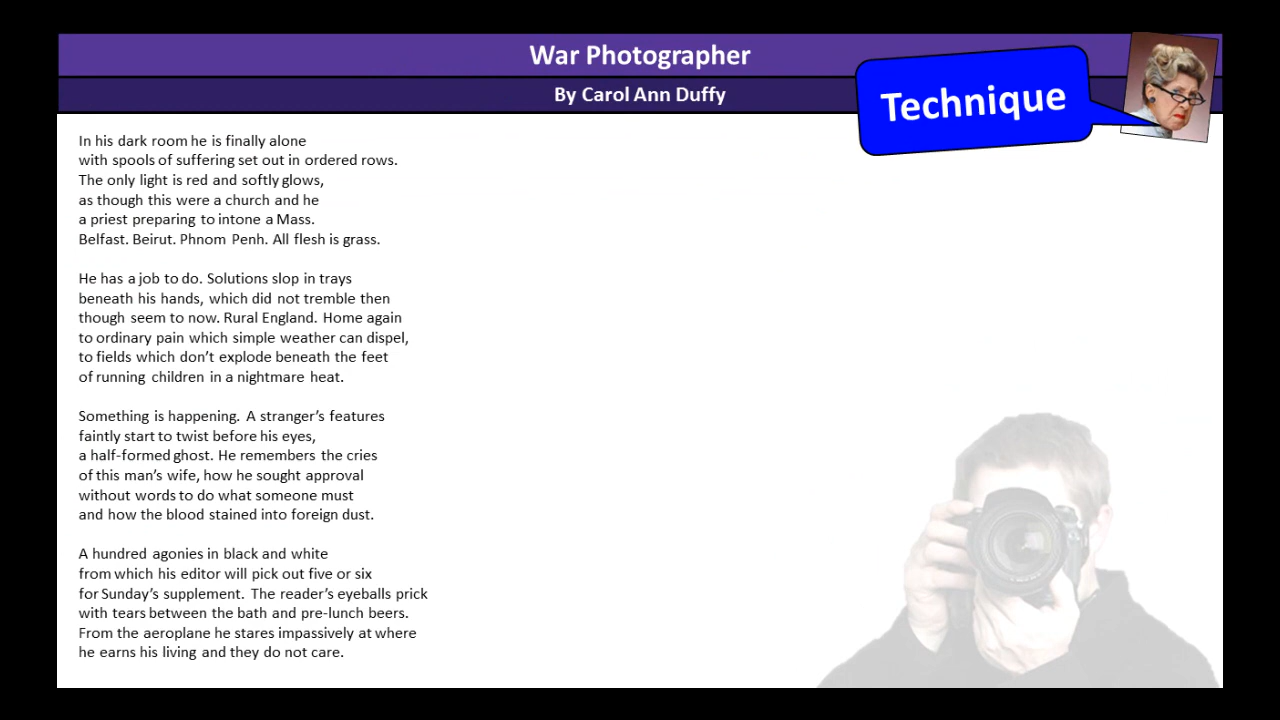 War Photographer
By Carol Ann Duffy
Technique
In his dark room he is finally alone
with spools of suffering set out in ordered rows.
The only light is red and softly glows,
as though this were a church and he
a priest preparing to intone a Mass.
Belfast. Beirut. Phnom Penh. All flesh is grass.
He has a job to do. Solutions slop in trays
beneath his hands, which did not tremble then
though seem to now. Rural England. Home again
to ordinary pain which simple weather can dispel,
to fields which don’t explode beneath the feet
of running children in a nightmare heat.
Something is happening. A stranger’s features
faintly start to twist before his eyes,
a half-formed ghost. He remembers the cries
of this man’s wife, how he sought approval
without words to do what someone must
and how the blood stained into foreign dust.
A hundred agonies in black and white
from which his editor will pick out five or six
for Sunday’s supplement. The reader’s eyeballs prick
with tears between the bath and pre-lunch beers.
From the aeroplane he stares impassively at where
he earns his living and they do not care.